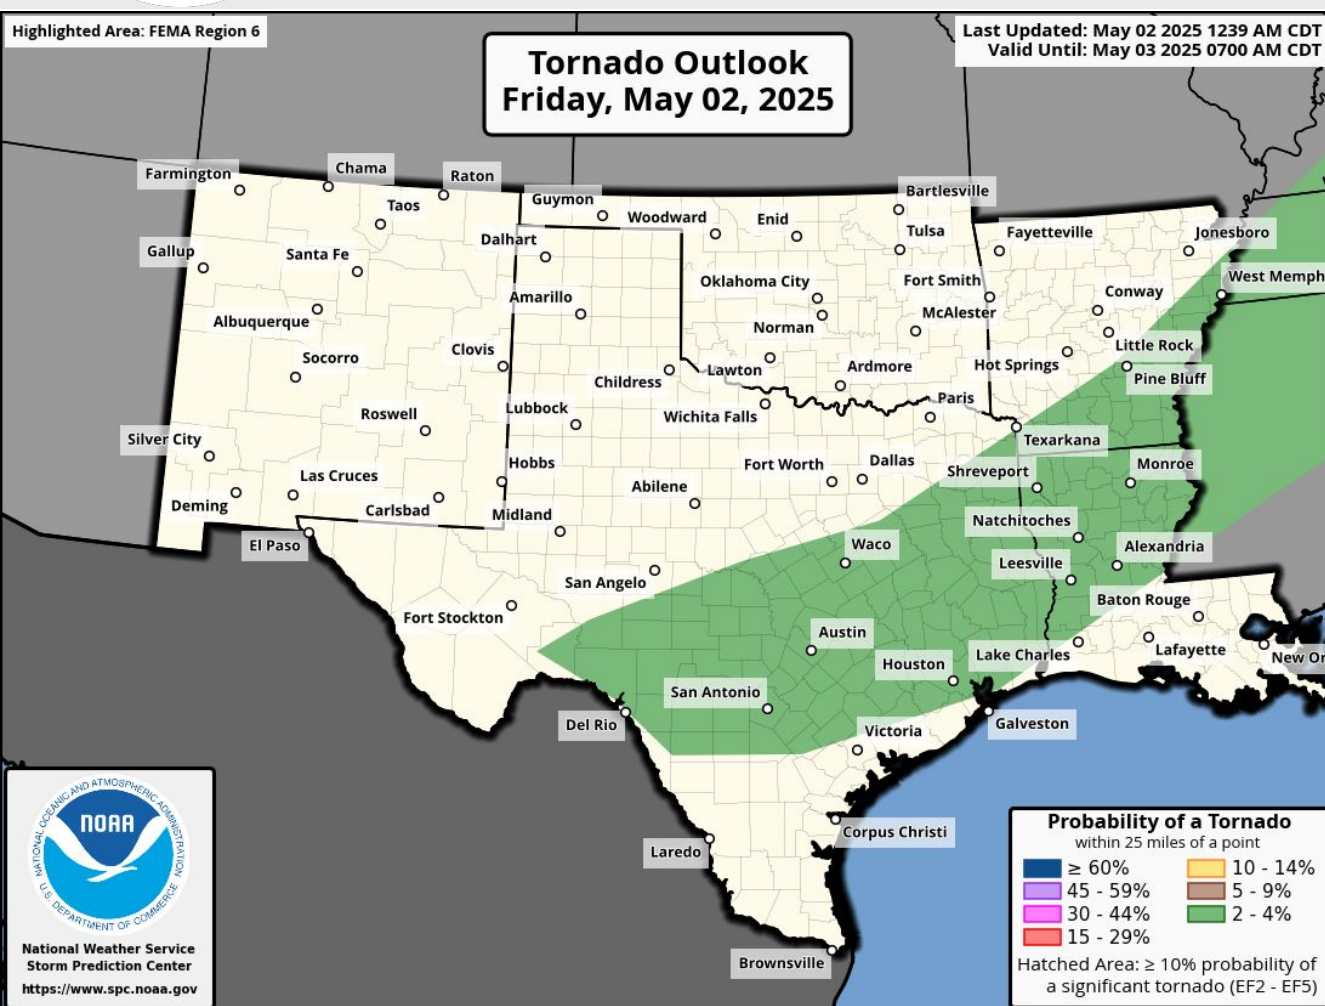 Highlighted Area: FEMA Region 6
Last Updated: May 02 2025 1239 AM CDT
Valid Until: May 03 2025 0700 AM CDT
Tornado Outlook
Friday, May 02, 2025
Farmington
Chama
Raton
Taos
Guymon
Woodward
Enid
Bartlesville
Tulsa
Fayetteville
Jonesboro
Gallup
Santa Fe
Dalhart
Oklahoma City
Fort Smith
Conway
West Memph
Albuquerque
Amarillo
Norman
McAlester
Little Rock
Socorro
Clovis
Childress
Lawton
Ardmore
Hot Springs
Pine Bluff
Roswell
Lubbock
Wichita Falls
Paris
Texarkana
Silver City
Las Cruces
Hobbs
Fort Worth
Dallas
Shreveport
Monroe
Deming
Carlsbad
Midland
Abilene
Natchitoches
El Paso
San Angelo
Waco
Leesville
Alexandria
Fort Stockton
Austin
Baton Rouge
Houston
Lake Charles
Lafayette
New Or
Del Rio
San Antonio
Victoria
Galveston
Laredo
Corpus Christi
Brownsville
NATIONAL OCEANIC AND ATMOSPHERIC ADMINISTRATION
NOAA
U.S. DEPARTMENT OF COMMERCE
National Weather Service
Storm Prediction Center
https://www.spc.noaa.gov
Probability of a Tornado
within 25 miles of a point
≥ 60%
45 - 59%
30 - 44%
15 - 29%
10 - 14%
5 - 9%
2 - 4%
Hatched Area: ≥ 10% probability of
a significant tornado (EF2 - EF5)